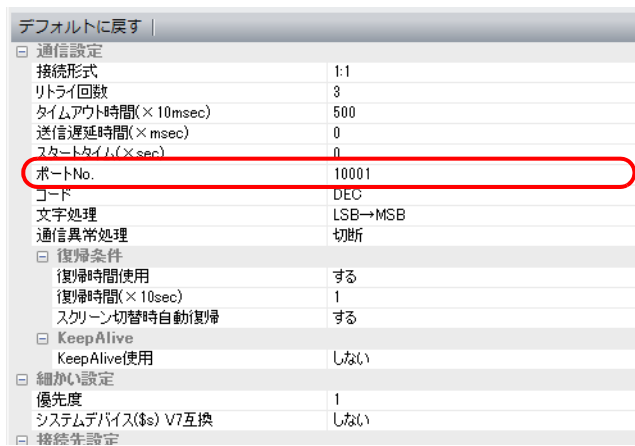 デフォルトに戻す
通信設定
接続形式 1:1
リトライ回数 3
タイムアウト時間(×10msec) 500
送信遅延時間(×msec) 0
スタートタイム(×sec) 0
ポートNo. 10001
コード DEC
文字処理 LSB→MSB
通信異常処理 切断
復帰条件
復帰時間使用 する
復帰時間(×10sec) 1
スクリーン切替時自動復帰 する
KeepAlive
KeepAlive使用 しない
細かい設定
優先度 1
システムデバイス($s) V7互換 しない
接続先設定